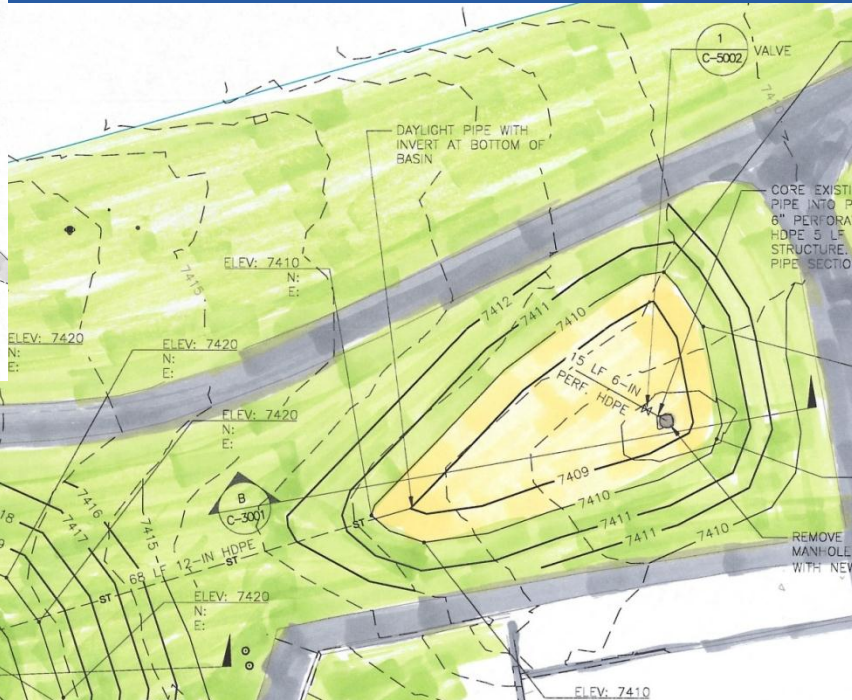 1
C-5002
VALVE
DAYLIGHT PIPE WITH
INVERT AT BOTTOM OF
BASIN
CORE EXISTI
PIPE INTO P
6" PERFORA
HDPE 5 LF
STRUCTURE.
PIPE SECTIO
7415
ELEV: 7410
N:
E:
7412
7411
7410
ELEV: 7420
N:
E:
ELEV: 7420
N:
E:
15 LF 6-IN
PERF. HDPE
ELEV: 7420
N:
E:
7409
7410
7411
7411
7410
B
C-3001
7416
7417
7415
18
ST
68 LF 12-IN HDPE
ST
ST
REMOVE
MANHOLE
WITH NEW
ELEV: 7420
N:
E:
ELEV: 7410